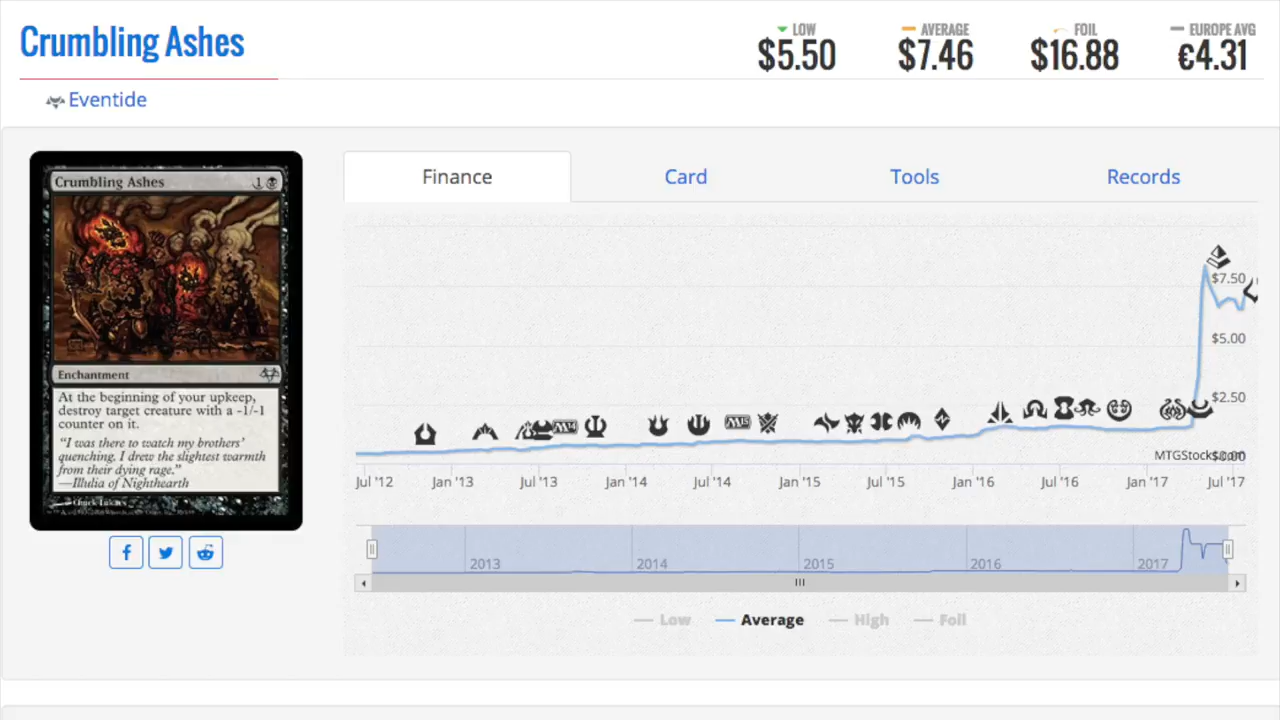 Crumbling Ashes
LOW
$5.50
AVERAGE
$7.46
FOIL
$16.88
EUROPE AVG
€4.31
Eventide
Crumbling Ashes 1
Enchantment
At the beginning of your upkeep,
destroy target creature with a -1/-1
counter on it.
"I was there to watch my brothers'
quenching. I drew the slightest warmth
from their dying rage."
—Illulia of Nighthearth
Finance
Card
Tools
Records
$7.50
$5.00
$2.50
$0.00
MTGStocks.com
M14
M15
Jul '12
Jan '13
Jul '13
Jan '14
Jul '14
Jan '15
Jul '15
Jan '16
Jul '16
Jan '17
Jul '17
2013
2014
2015
2016
2017
Low
Average
High
Foil